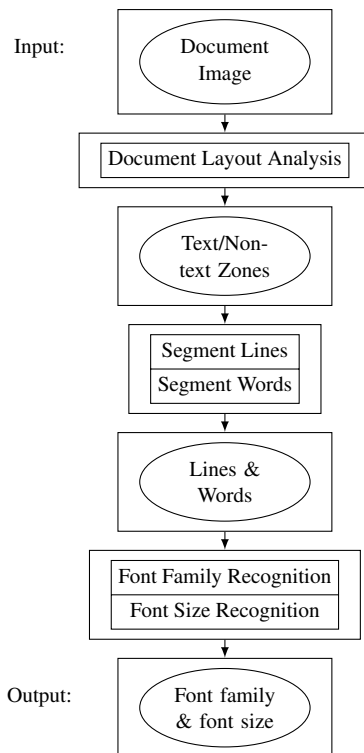 Input:
Document
Image
Document Layout Analysis
Text/Non-
text Zones
Segment Lines
Segment Words
Lines &
Words
Font Family Recognition
Font Size Recognition
Output:
Font family
& font size